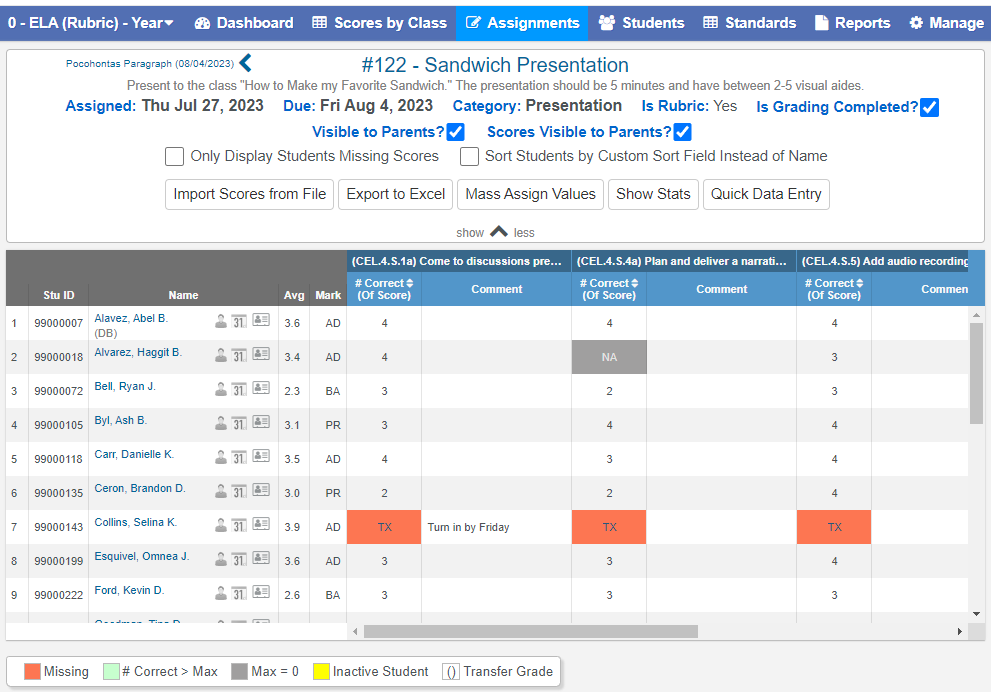 0 - ELA (Rubric) - Year Dashboard Scores by Class Assignments Students Standards Reports Manage
Pocohontas Paragraph (08/04/2023) #122 - Sandwich Presentation
Present to the class "How to Make my Favorite Sandwich." The presentation should be 5 minutes and have between 2-5 visual aides.
Assigned: Thu Jul 27, 2023 Due: Fri Aug 4, 2023 Category: Presentation Is Rubric: Yes Is Grading Completed?
Visible to Parents? Scores Visible to Parents?
Only Display Students Missing Scores Sort Students by Custom Sort Field Instead of Name
Import Scores from File Export to Excel Mass Assign Values Show Stats Quick Data Entry
show less
(CEL.4.S.1a) Come to discussions pre... (CEL.4.S.4a) Plan and deliver a narrati... (CEL.4.S.5) Add audio recording
Stu ID Name Avg Mark # Correct (Of Score) Comment # Correct (Of Score) Comment # Correct (Of Score) Commen
1 99000007 Alavez, Abel B. (DB) 31 3.6 AD 4 4 4
2 99000018 Alvarez, Haggit B. 31 3.4 AD 4 NA 3
3 99000072 Bell, Ryan J. 31 2.3 BA 3 2 2
4 99000105 Byl, Ash B. 31 3.1 PR 3 4 4
5 99000118 Carr, Danielle K. 31 3.5 AD 4 3 4
6 99000135 Ceron, Brandon D. 31 3.0 PR 2 2 4
7 99000143 Collins, Selina K. 31 3.9 AD TX Turn in by Friday TX TX
8 99000199 Esquivel, Omnea J. 31 3.6 AD 3 3 4
9 99000222 Ford, Kevin D. 31 2.6 BA 3 3 3
Missing # Correct > Max Max = 0 Inactive Student () Transfer Grade